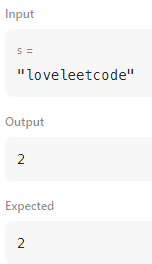 Input
s =
"loveleetcode"
Output
2
Expected
2